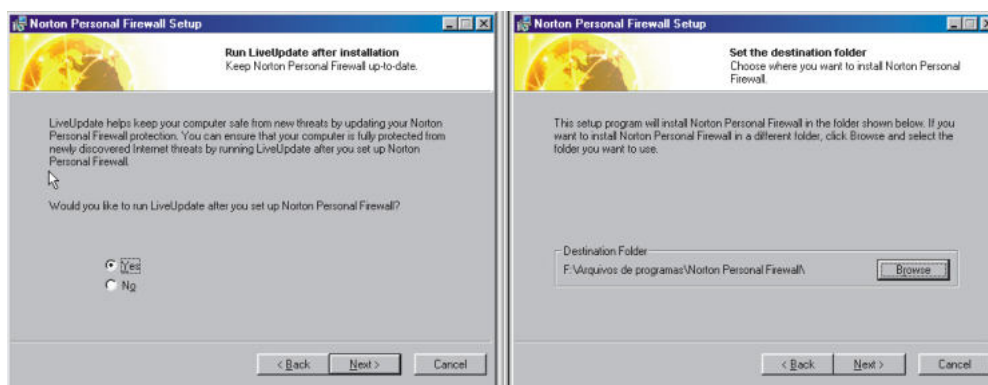 Norton Personal Firewall Setup
Run LiveUpdate after installation
Keep Norton Personal Firewall up-to-date.
LiveUpdate helps keep your computer safe from new threats by updating your Norton
Personal Firewall protection. You can ensure that your computer is fully protected from
newly discovered Internet threats by running LiveUpdate after you set up Norton
Personal Firewall.
Would you like to run LiveUpdate after you set up Norton Personal Firewall?
Yes
No
< Back
Next >
Cancel
Norton Personal Firewall Setup
Set the destination folder
Choose where you want to install Norton Personal
Firewall.
This setup program will install Norton Personal Firewall in the folder shown below. If you
want to install Norton Personal Firewall in a different folder, click Browse and select the
folder you want to use.
Destination Folder
F:\Arquivos de programas\Norton Personal Firewall\
Browse
< Back
Next >
Cancel